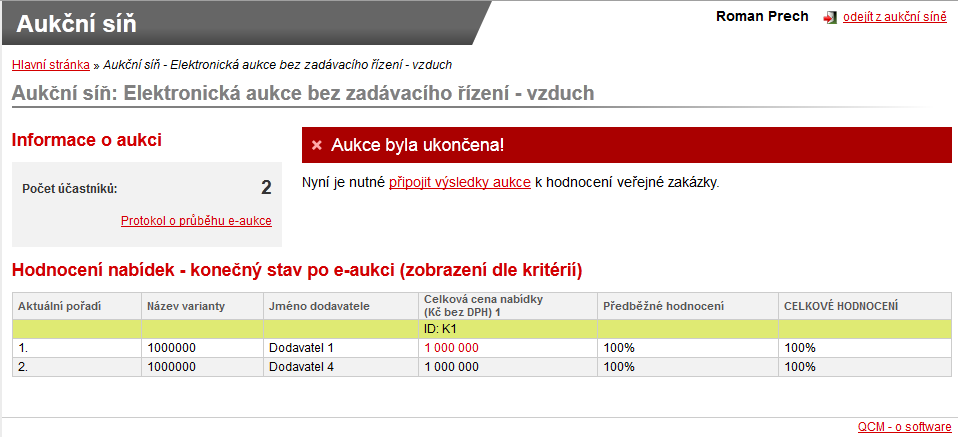 Aukční síň
Roman Prech
odejít z aukční síně
Hlavní stránka » Aukční síň - Elektronická aukce bez zadávacího řízení - vzduch
Aukční síň: Elektronická aukce bez zadávacího řízení - vzduch
Informace o aukci
Počet účastníků: 2
Protokol o průběhu e-aukce
Aukce byla ukončena!
Nyní je nutné připojit výsledky aukce k hodnocení veřejné zakázky.
Hodnocení nabídek - konečný stav po e-aukci (zobrazení dle kritérií)
Aktuální pořadí Název varianty Jméno dodavatele Celková cena nabídky (Kč bez DPH) 1 Předběžné hodnocení CELKOVÉ HODNOCENÍ
ID: K1
1. 1000000 Dodavatel 1 1 000 000 100% 100%
2. 1000000 Dodavatel 4 1 000 000 100% 100%
QCM - o software